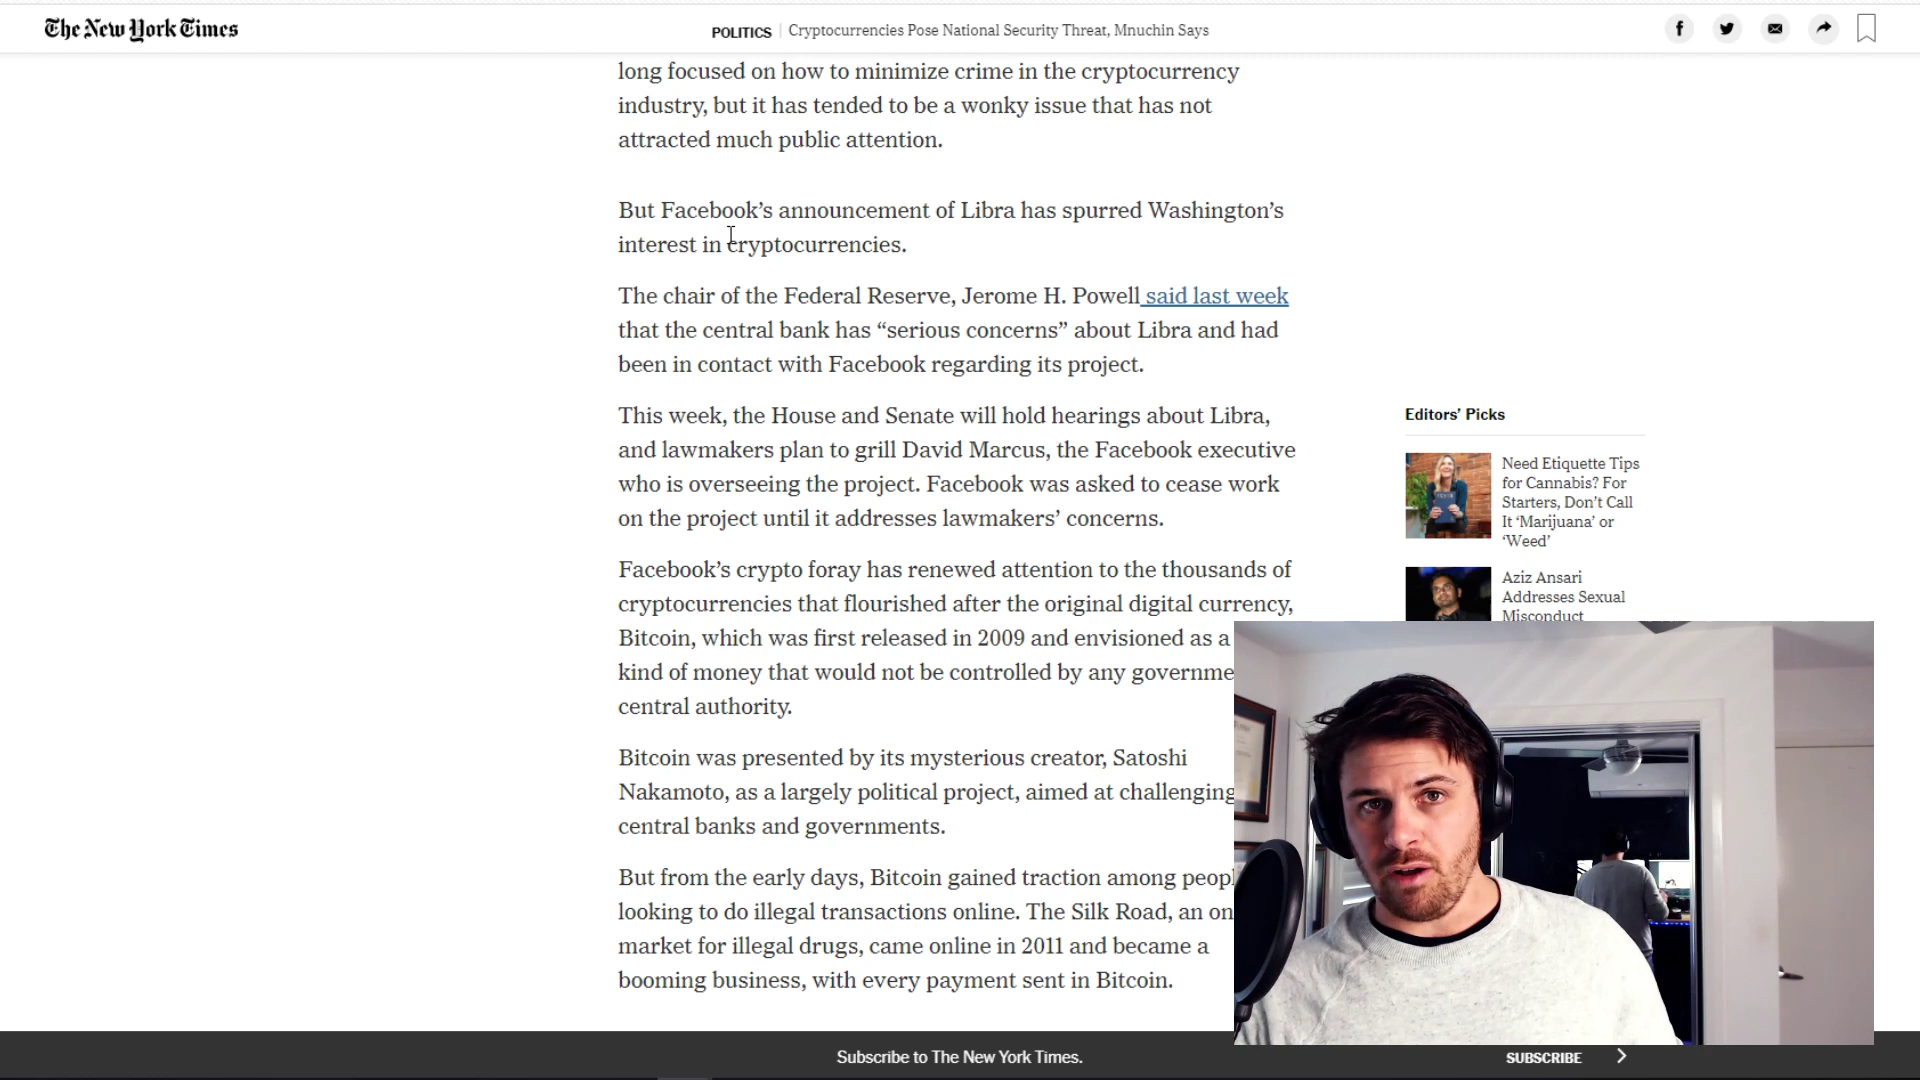 The New York Times
POLITICS | Cryptocurrencies Pose National Security Threat, Mnuchin Says
long focused on how to minimize crime in the cryptocurrency
industry, but it has tended to be a wonky issue that has not
attracted much public attention.
But Facebook’s announcement of Libra has spurred Washington’s
interest in cryptocurrencies.
The chair of the Federal Reserve, Jerome H. Powell said last week
that the central bank has “serious concerns” about Libra and had
been in contact with Facebook regarding its project.
This week, the House and Senate will hold hearings about Libra,
and lawmakers plan to grill David Marcus, the Facebook executive
who is overseeing the project. Facebook was asked to cease work
on the project until it addresses lawmakers’ concerns.
Facebook’s crypto foray has renewed attention to the thousands of
cryptocurrencies that flourished after the original digital currency,
Bitcoin, which was first released in 2009 and envisioned as a
kind of money that would not be controlled by any governme
central authority.
Bitcoin was presented by its mysterious creator, Satoshi
Nakamoto, as a largely political project, aimed at challenging
central banks and governments.
But from the early days, Bitcoin gained traction among peopl
looking to do illegal transactions online. The Silk Road, an on
market for illegal drugs, came online in 2011 and became a
booming business, with every payment sent in Bitcoin.
Editors’ Picks
Need Etiquette Tips
for Cannabis? For
Starters, Don’t Call
It ‘Marijuana’ or
‘Weed’
Aziz Ansari
Addresses Sexual
Misconduct
Subscribe to The New York Times.
SUBSCRIBE